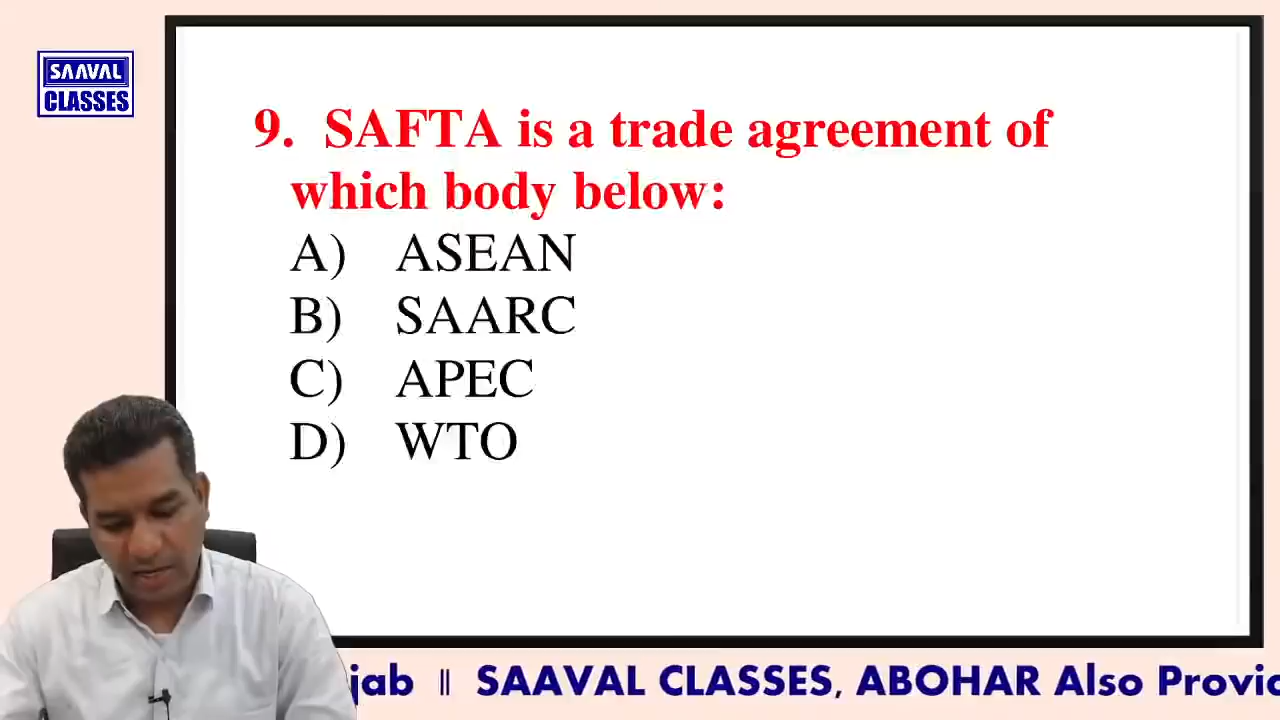 SAAVAL
CLASSES
9. SAFTA is a trade agreement of
which body below:
A) ASEAN
B) SAARC
C) APEC
D) WTO
jab || SAAVAL CLASSES, ABOHAR Also Provid